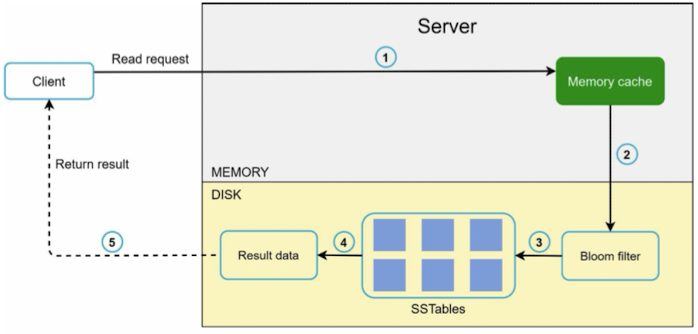 Server
Read request
1
Client
Memory cache
2
Return result
MEMORY
DISK
5
Result data
4
3
Bloom filter
SSTables